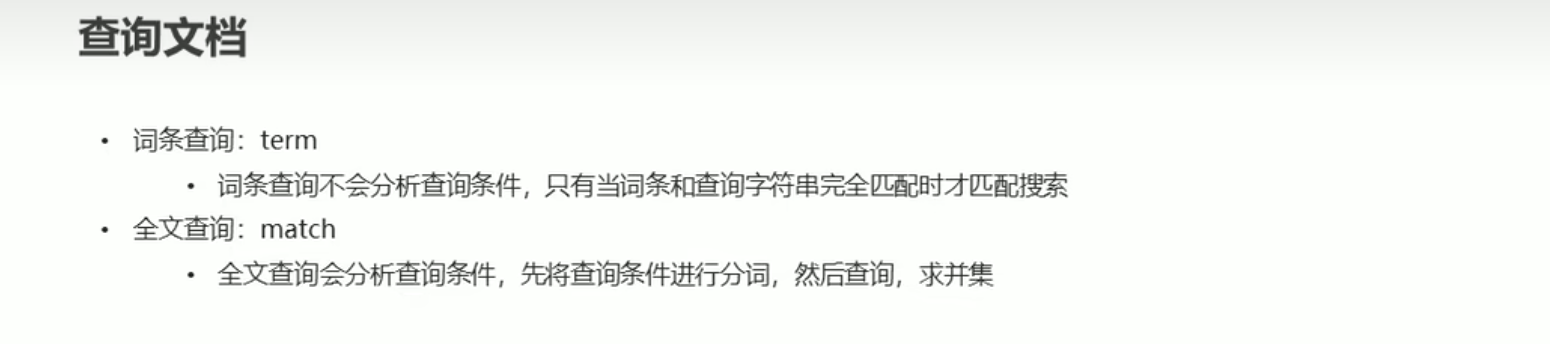 查询文档
• 词条查询：term
• 词条查询不会分析查询条件，只有当词条和查询字符串完全匹配时才匹配搜索
• 全文查询：match
• 全文查询会分析查询条件，先将查询条件进行分词，然后查询，求并集